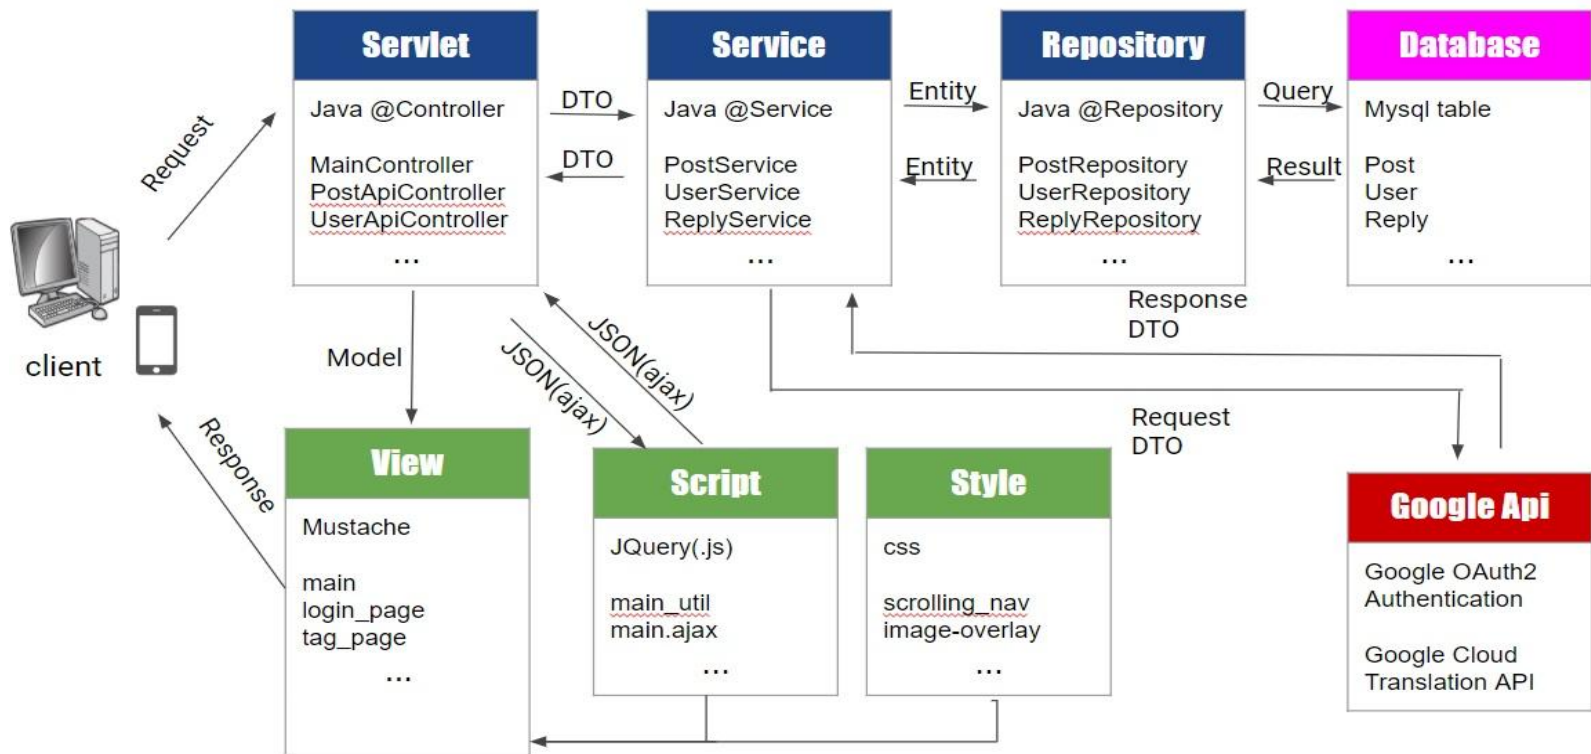 Servlet
Java @Controller
MainController
PostApiController
UserApiController
...
DTO
DTO
Service
Java @Service
PostService
UserService
ReplyService
...
Entity
Entity
Repository
Java @Repository
PostRepository
UserRepository
ReplyRepository
...
Query
Result
Database
Mysql table
Post
User
Reply
...
Request
client
Response
Model
JSON(ajax)
JSON(ajax)
Response
DTO
Request
DTO
View
Mustache
main
login_page
tag_page
...
Script
JQuery(.js)
main_util
main.ajax
...
Style
css
scrolling_nav
image-overlay
...
Google Api
Google OAuth2
Authentication
Google Cloud
Translation API